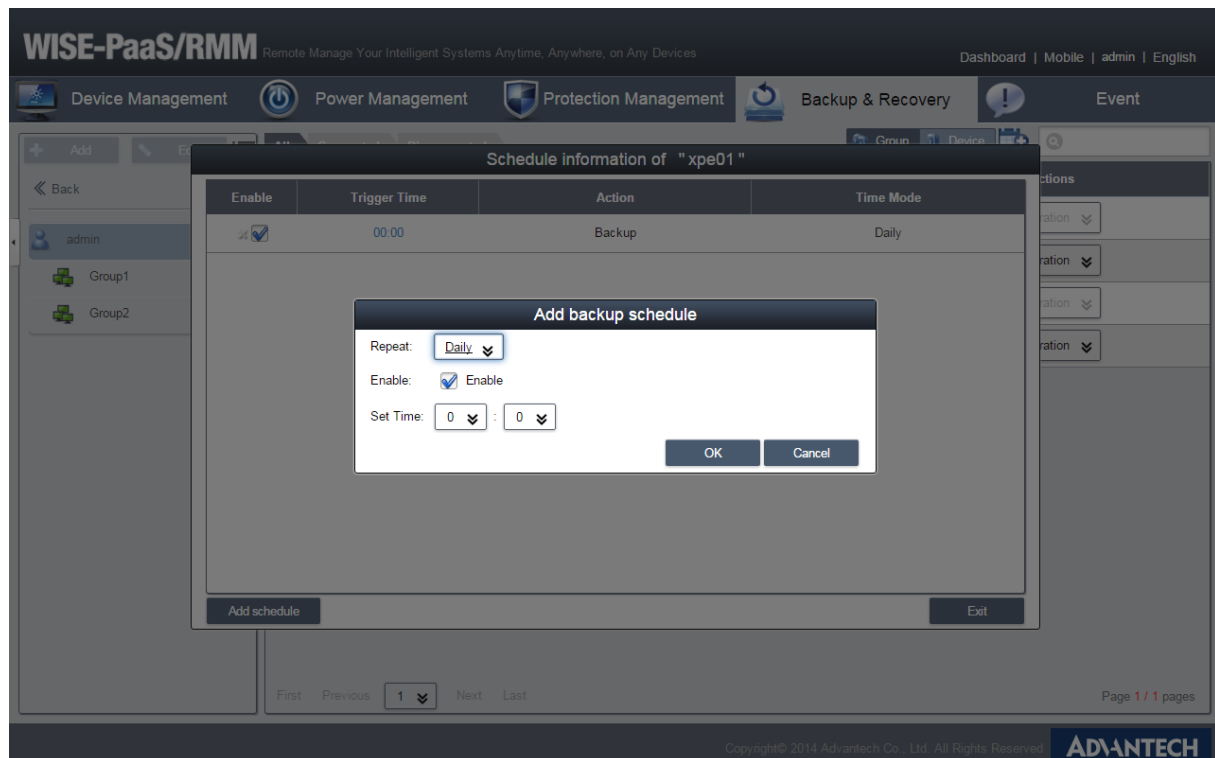 WISE-PaaS/RMM Remote Manage Your Intelligent Systems Anytime, Anywhere, on Any Devices
Dashboard | Mobile | admin | English
Device Management Power Management Protection Management Backup & Recovery Event
Add
Group Device
Schedule information of "xpe01"
Back
Enable Trigger Time Action Time Mode
00:00 Backup Daily
admin
Group1
Group2
Add backup schedule
Repeat: Daily
Enable: Enable
Set Time: 0 : 0
OK Cancel
Add schedule Exit
First Previous 1 Next Last Page 1 / 1 pages
Copyright© 2014 Advantech Co., Ltd. All Rights Reserved
ADVANTECH